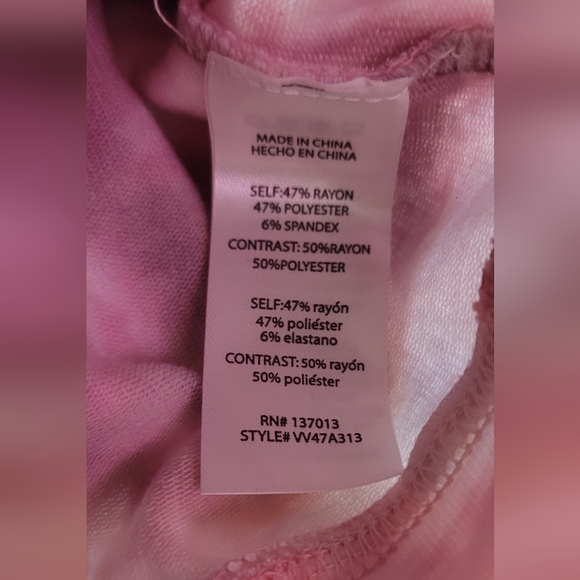 MADE IN CHINA
HECHO EN CHINA
SELF:47% RAYON
47% POLYESTER
6% SPANDEX
CONTRAST: 50%RAYON
50%POLYESTER
SELF:47% rayón
47% poliéster
6% elastano
CONTRAST: 50% rayón
50% poliéster
RN# 137013
STYLE# VV47A313